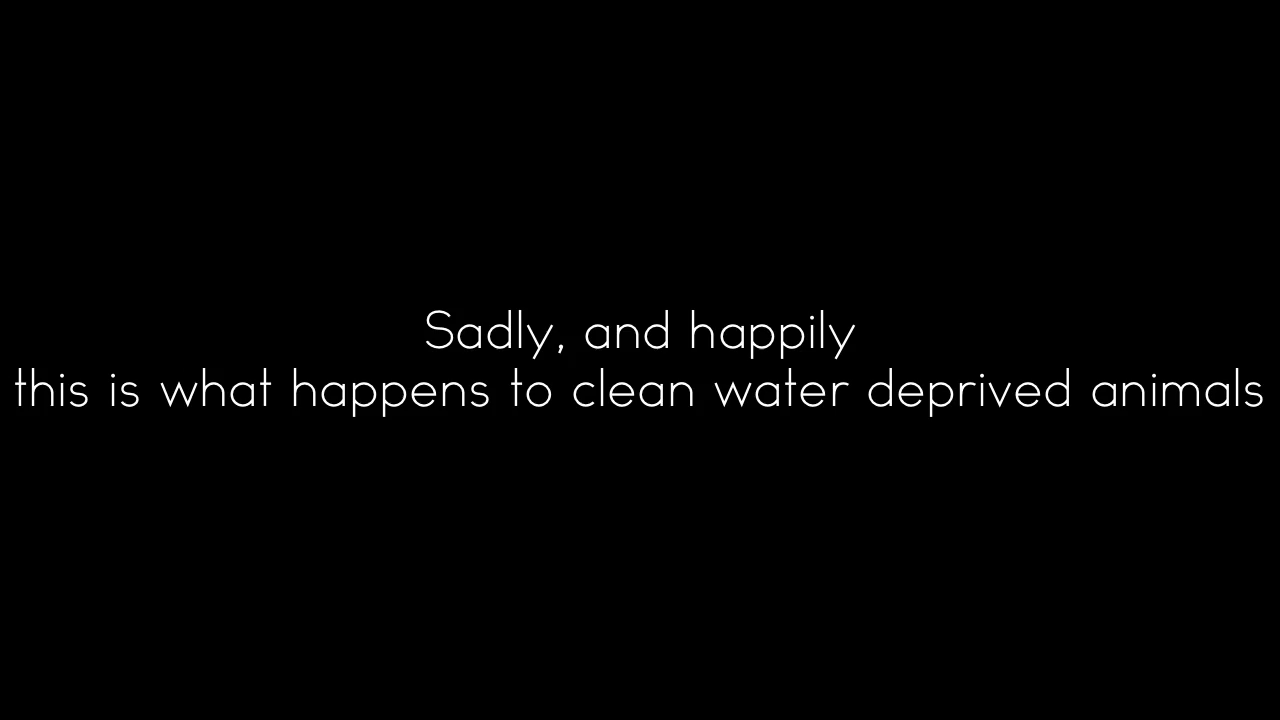 Sadly, and happily
this is what happens to clean water deprived animals